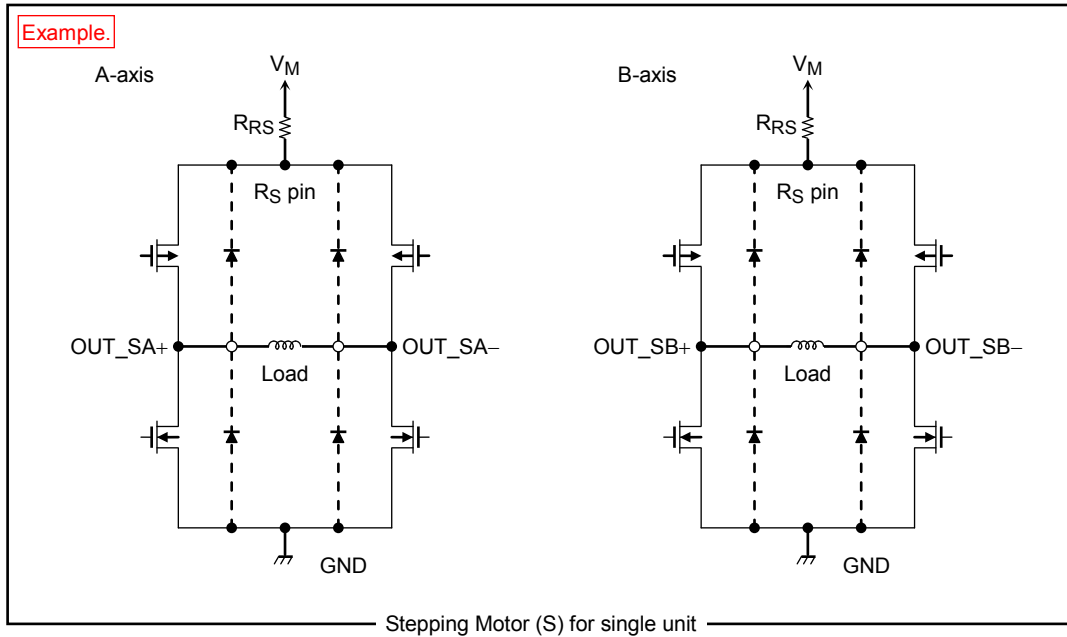 Example.
A-axis
VM
RRS
RS pin
OUT_SA+
OUT_SA−
Load
GND
B-axis
VM
RRS
RS pin
OUT_SB+
OUT_SB−
Load
GND
Stepping Motor (S) for single unit